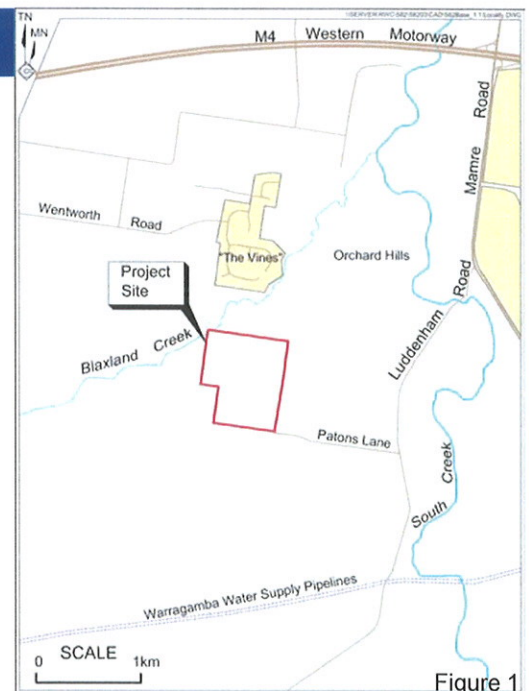 TN
MN
M4 Western Motorway
Mamre Road
Wentworth Road
"The Vines"
Orchard Hills
Project
Site
Luddenham Road
Blaxland Creek
Patons Lane
South Creek
Warragamba Water Supply Pipelines
SCALE
0 1km
Figure 1